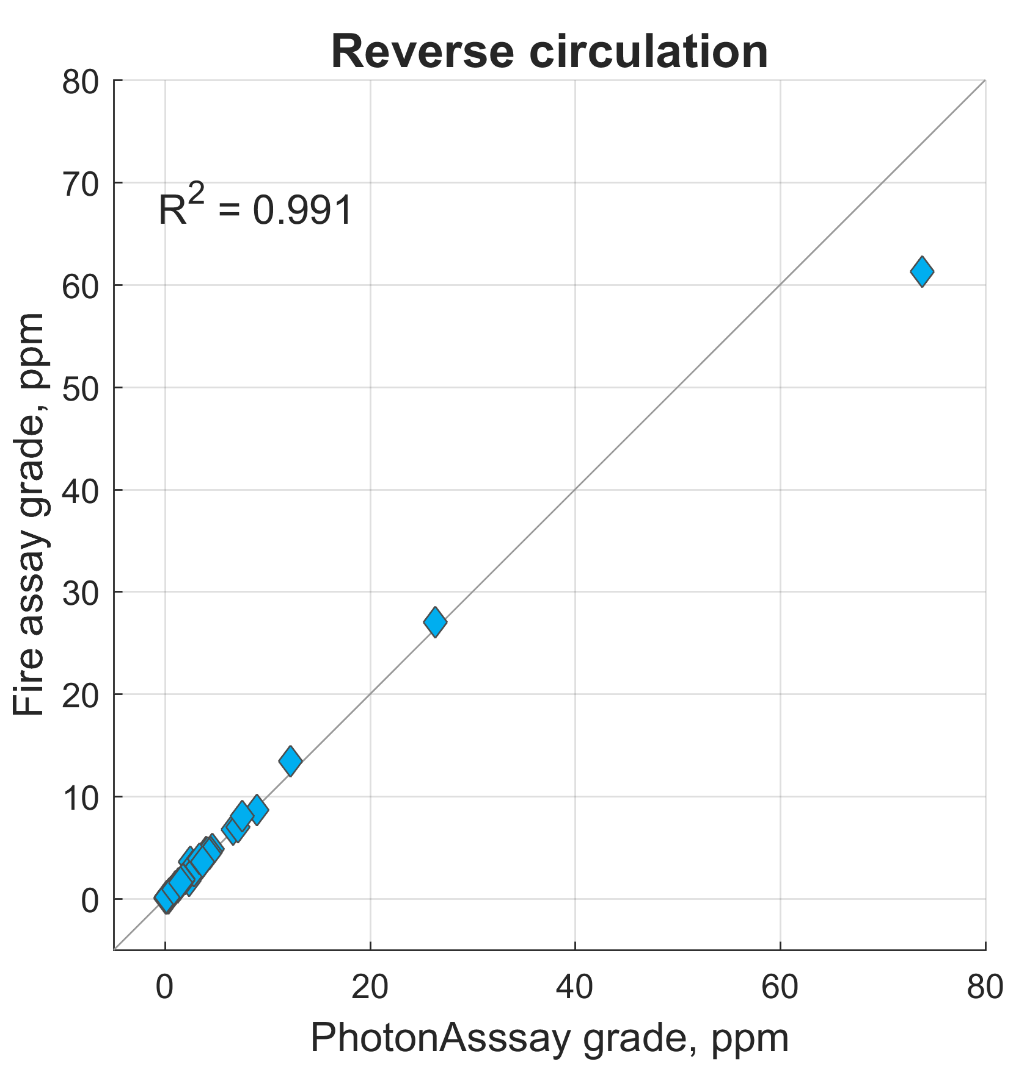 Reverse circulation
80
70
R² = 0.991
60
50
40
30
20
10
0
Fire assay grade, ppm
0 20 40 60 80
PhotonAsssay grade, ppm